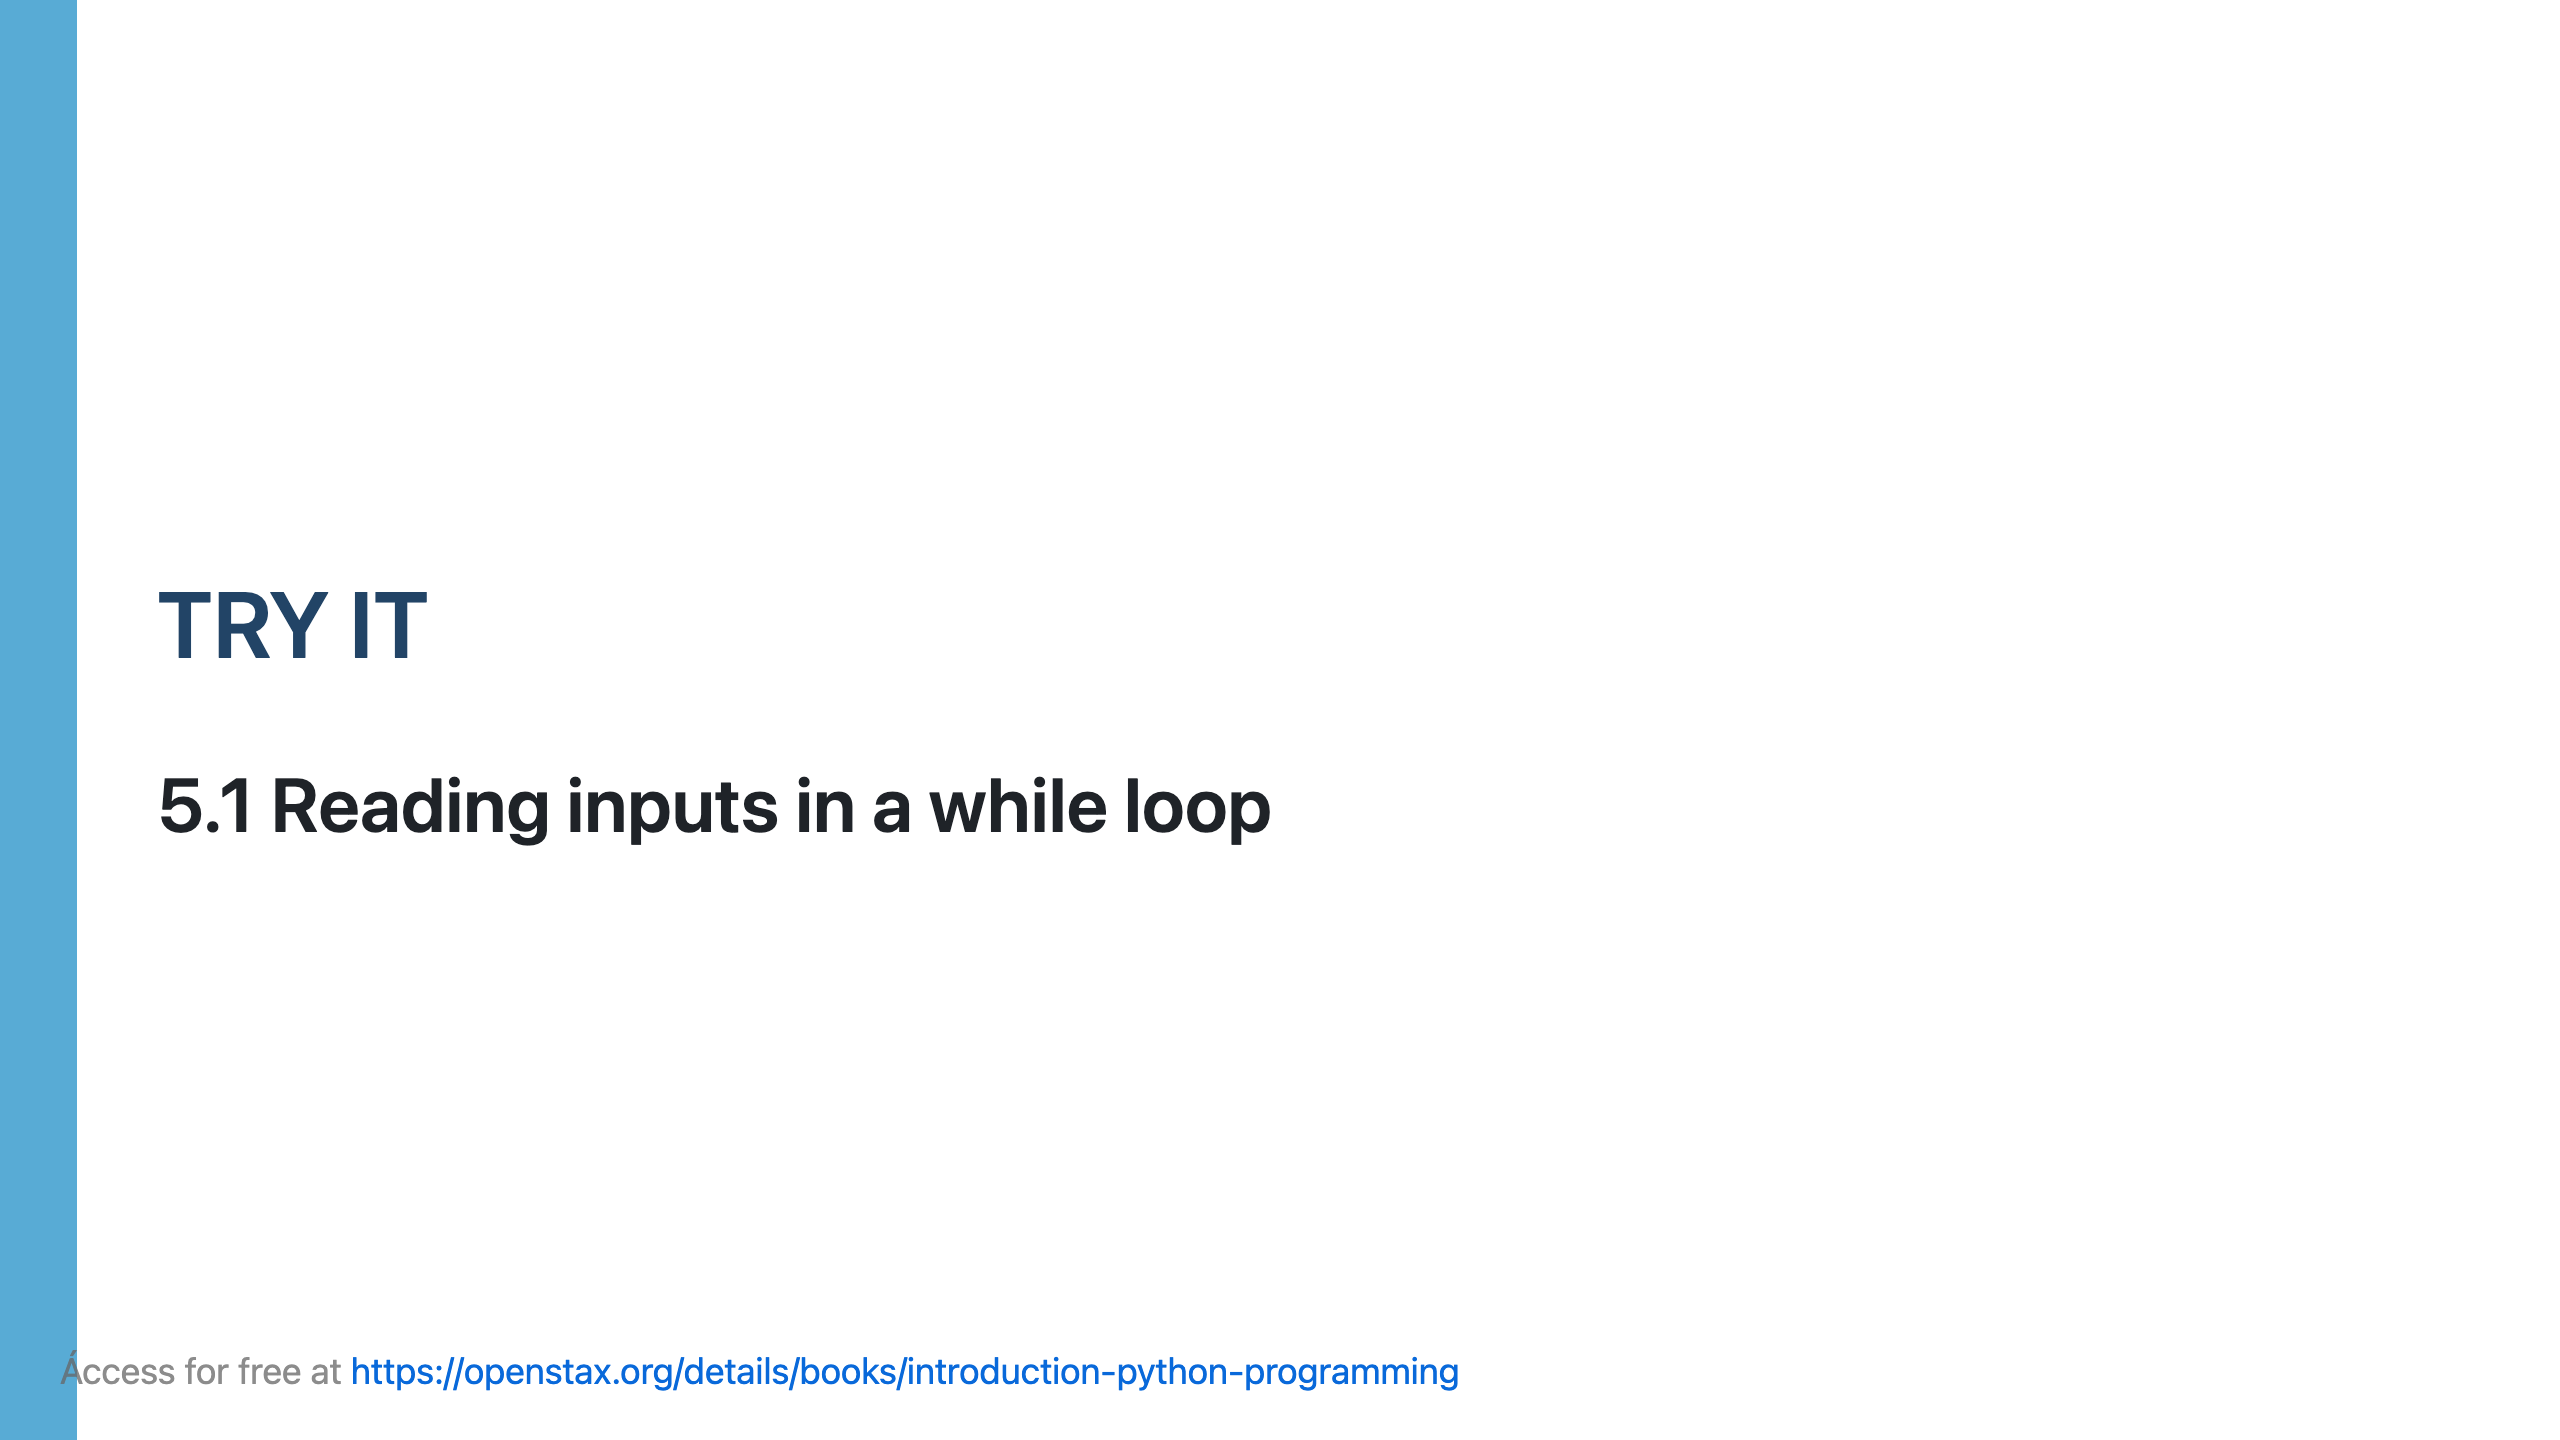 TRY IT
5.1 Reading inputs in a while loop
Áccess for free at https://openstax.org/details/books/introduction-python-programming